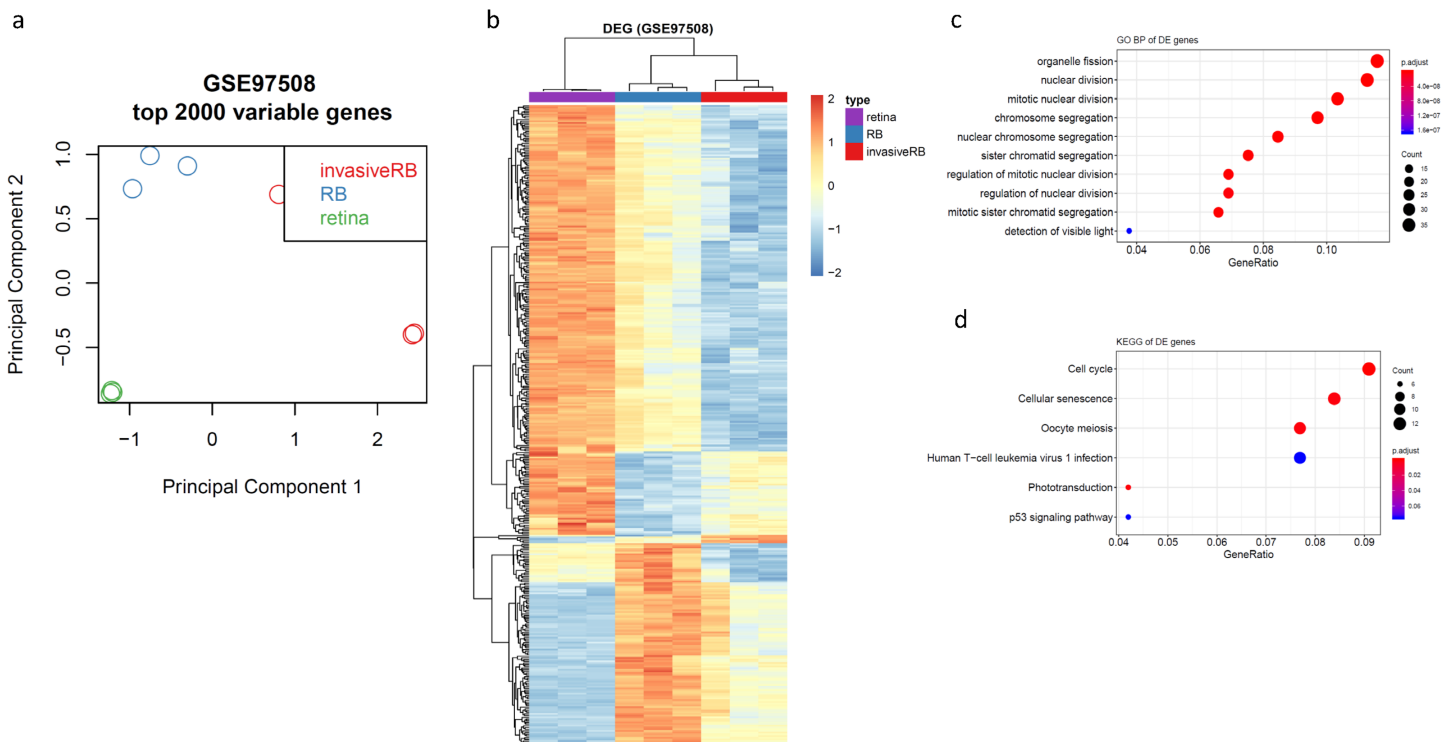 a
GSE97508
top 2000 variable genes
invasiveRB
RB
retina
1.0
0.5
0.0
−0.5
−1
0
1
2
Principal Component 2
Principal Component 1
b
DEG (GSE97508)
2
1
0
−1
−2
type
retina
RB
invasiveRB
c
GO BP of DE genes
organelle fission
nuclear division
mitotic nuclear division
chromosome segregation
nuclear chromosome segregation
sister chromatid segregation
regulation of mitotic nuclear division
regulation of nuclear division
mitotic sister chromatid segregation
detection of visible light
0.04
0.06
0.08
0.10
GeneRatio
p.adjust
4.0e−08
8.0e−08
1.2e−07
1.6e−07
Count
15
20
25
30
35
d
KEGG of DE genes
Cell cycle
Cellular senescence
Oocyte meiosis
Human T−cell leukemia virus 1 infection
Phototransduction
p53 signaling pathway
0.04
0.05
0.06
0.07
0.08
0.09
GeneRatio
Count
6
8
10
12
p.adjust
0.02
0.04
0.06